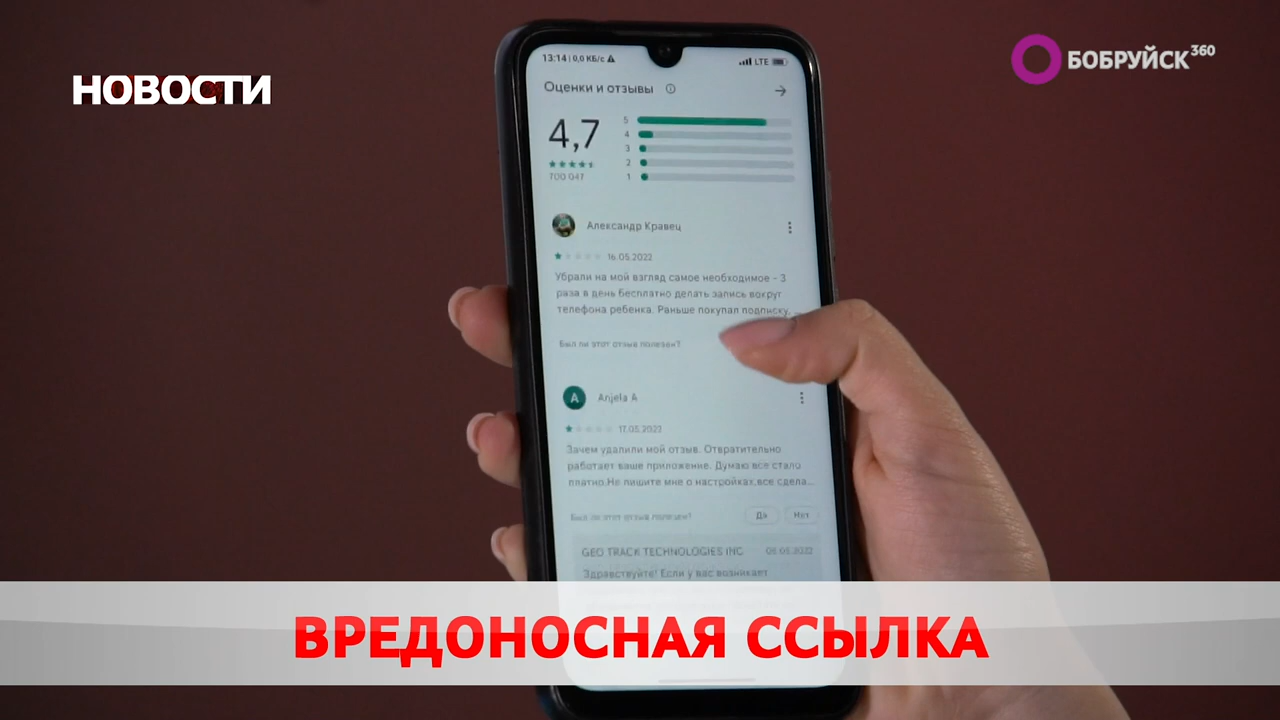 НОВОСТИ
БОБРУЙСК360
13:14 | 0,0 КБ/с
LTE
Оценки и отзывы
4,7
5
4
3
2
1
700 047
Александр Кравец
16.05.2022
Убрали на мой взгляд самое необходимое - 3
раза в день бесплатно делать запись вокруг
телефона ребенка. Раньше покупал подписку, ...
Был ли этот отзыв полезен?
A
Anjela A
17.05.2022
Зачем удалили мой отзыв. Отвратительно
работает ваше приложение. Думаю все стало
платно.Не пишите мне о настройках,все сдела...
Был ли этот отзыв полезен?
Да
Нет
GEO TRACK TECHNOLOGIES INC
06.05.2022
Здравствуйте! Если у вас возникает
ВРЕДОНОСНАЯ ССЫЛКА